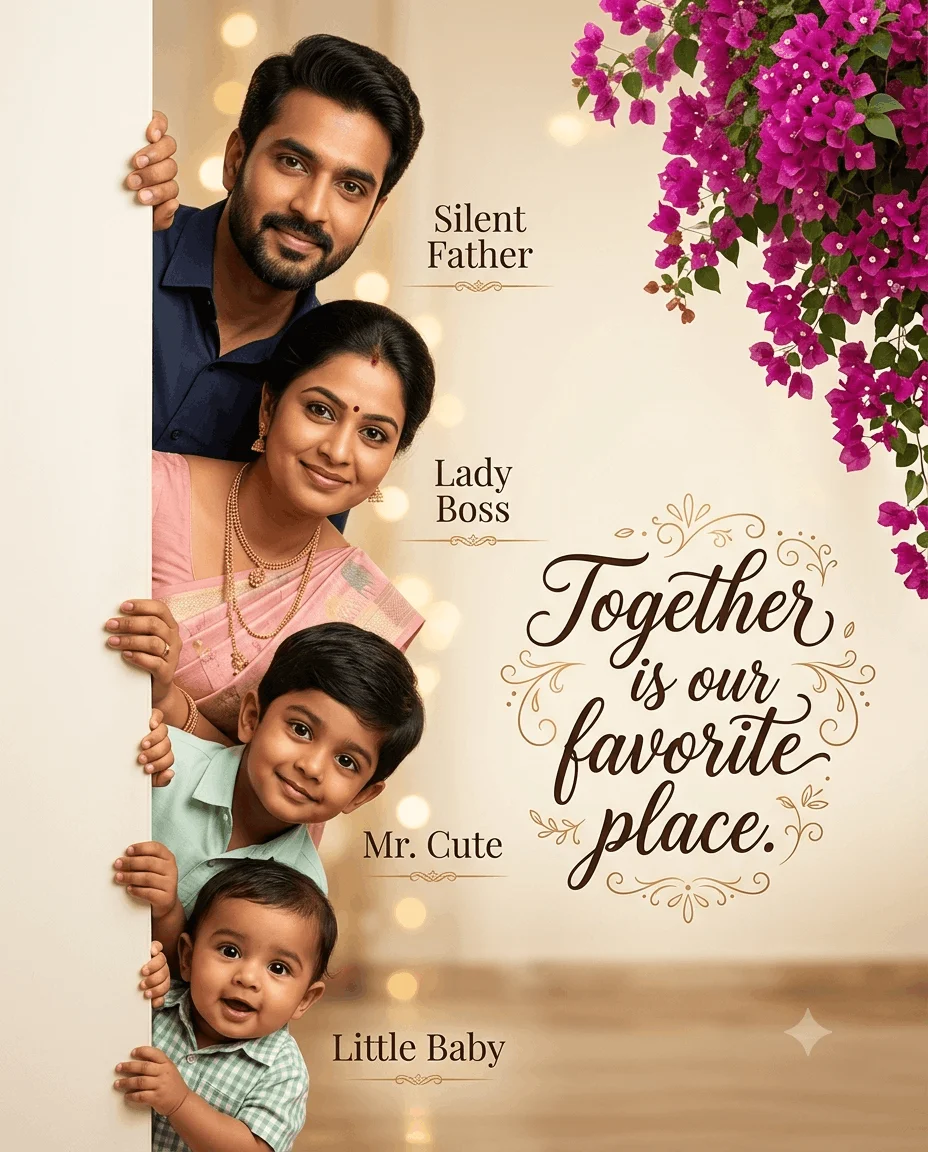 Silent
Father
Lady
Boss
Together
is our
favorite
place.
Mr. Cute
Little Baby